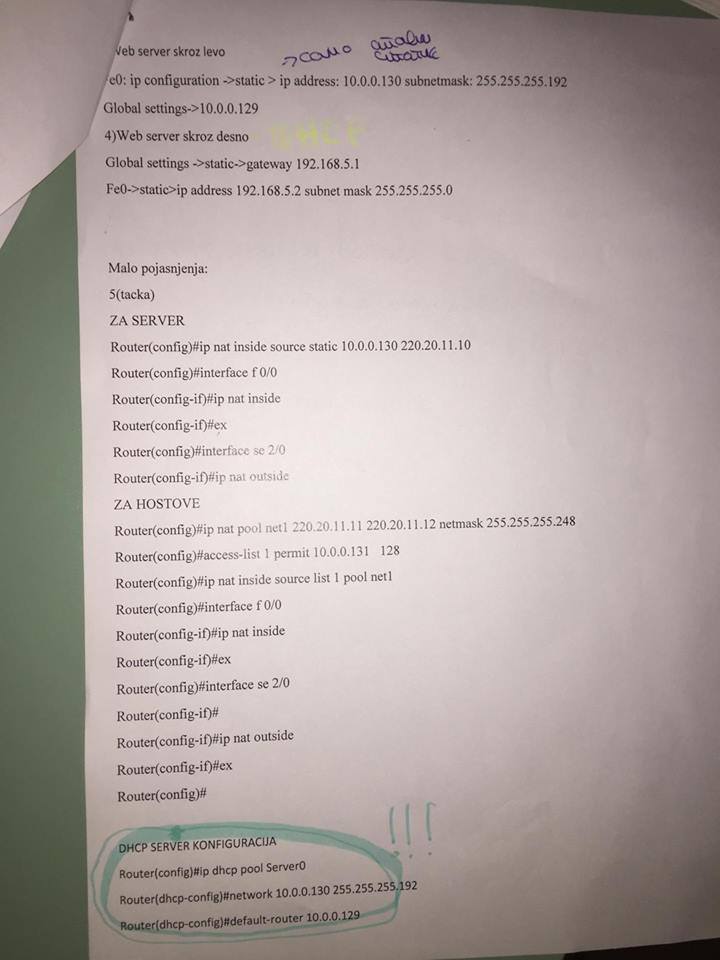 Web server skroz levo
→ само стави
статик
Fe0: ip configuration ->static > ip address: 10.0.0.130 subnetmask: 255.255.255.192
Global settings->10.0.0.129
4)Web server skroz desno DHCP
Global settings ->static->gateway 192.168.5.1
Fe0->static>ip address 192.168.5.2 subnet mask 255.255.255.0
Malo pojasnjenja:
5(tacka)
ZA SERVER
Router(config)#ip nat inside source static 10.0.0.130 220.20.11.10
Router(config)#interface f 0/0
Router(config-if)#ip nat inside
Router(config-if)#ex
Router(config)#interface se 2/0
Router(config-if)#ip nat outside
ZA HOSTOVE
Router(config)#ip nat pool net1 220.20.11.11 220.20.11.12 netmask 255.255.255.248
Router(config)#access-list 1 permit 10.0.0.131 128
Router(config)#ip nat inside source list 1 pool net1
Router(config)#interface f 0/0
Router(config-if)#ip nat inside
Router(config-if)#ex
Router(config)#interface se 2/0
Router(config-if)#
Router(config-if)#ip nat outside
Router(config-if)#ex
Router(config)#
!!!
DHCP SERVER KONFIGURACIJA
Router(config)#ip dhcp pool Server0
Router(dhcp-config)#network 10.0.0.130 255.255.255.192
Router(dhcp-config)#default-router 10.0.0.129